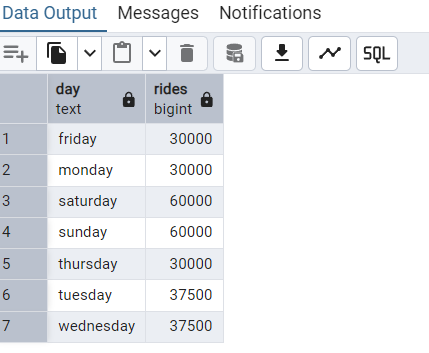 Data Output Messages Notifications
SQL
day rides
text bigint
1 friday 30000
2 monday 30000
3 saturday 60000
4 sunday 60000
5 thursday 30000
6 tuesday 37500
7 wednesday 37500